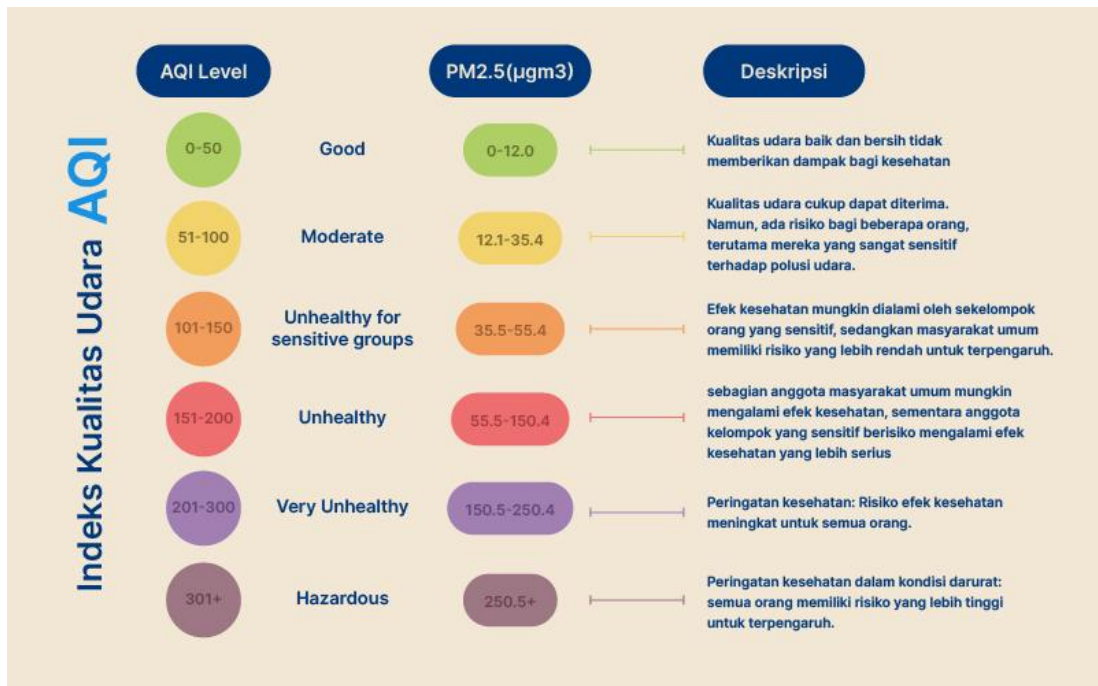 Indeks Kualitas Udara AQI
AQI Level
PM2.5(µgm3)
Deskripsi
0-50
Good
0-12.0
Kualitas udara baik dan bersih tidak
memberikan dampak bagi kesehatan
51-100
Moderate
12.1-35.4
Kualitas udara cukup dapat diterima.
Namun, ada risiko bagi beberapa orang,
terutama mereka yang sangat sensitif
terhadap polusi udara.
101-150
Unhealthy for
sensitive groups
35.5-55.4
Efek kesehatan mungkin dialami oleh sekelompok
orang yang sensitif, sedangkan masyarakat umum
memiliki risiko yang lebih rendah untuk terpengaruh.
151-200
Unhealthy
55.5-150.4
sebagian anggota masyarakat umum mungkin
mengalami efek kesehatan, sementara anggota
kelompok yang sensitif berisiko mengalami efek
kesehatan yang lebih serius
201-300
Very Unhealthy
150.5-250.4
Peringatan kesehatan: Risiko efek kesehatan
meningkat untuk semua orang.
301+
Hazardous
250.5+
Peringatan kesehatan dalam kondisi darurat:
semua orang memiliki risiko yang lebih tinggi
untuk terpengaruh.